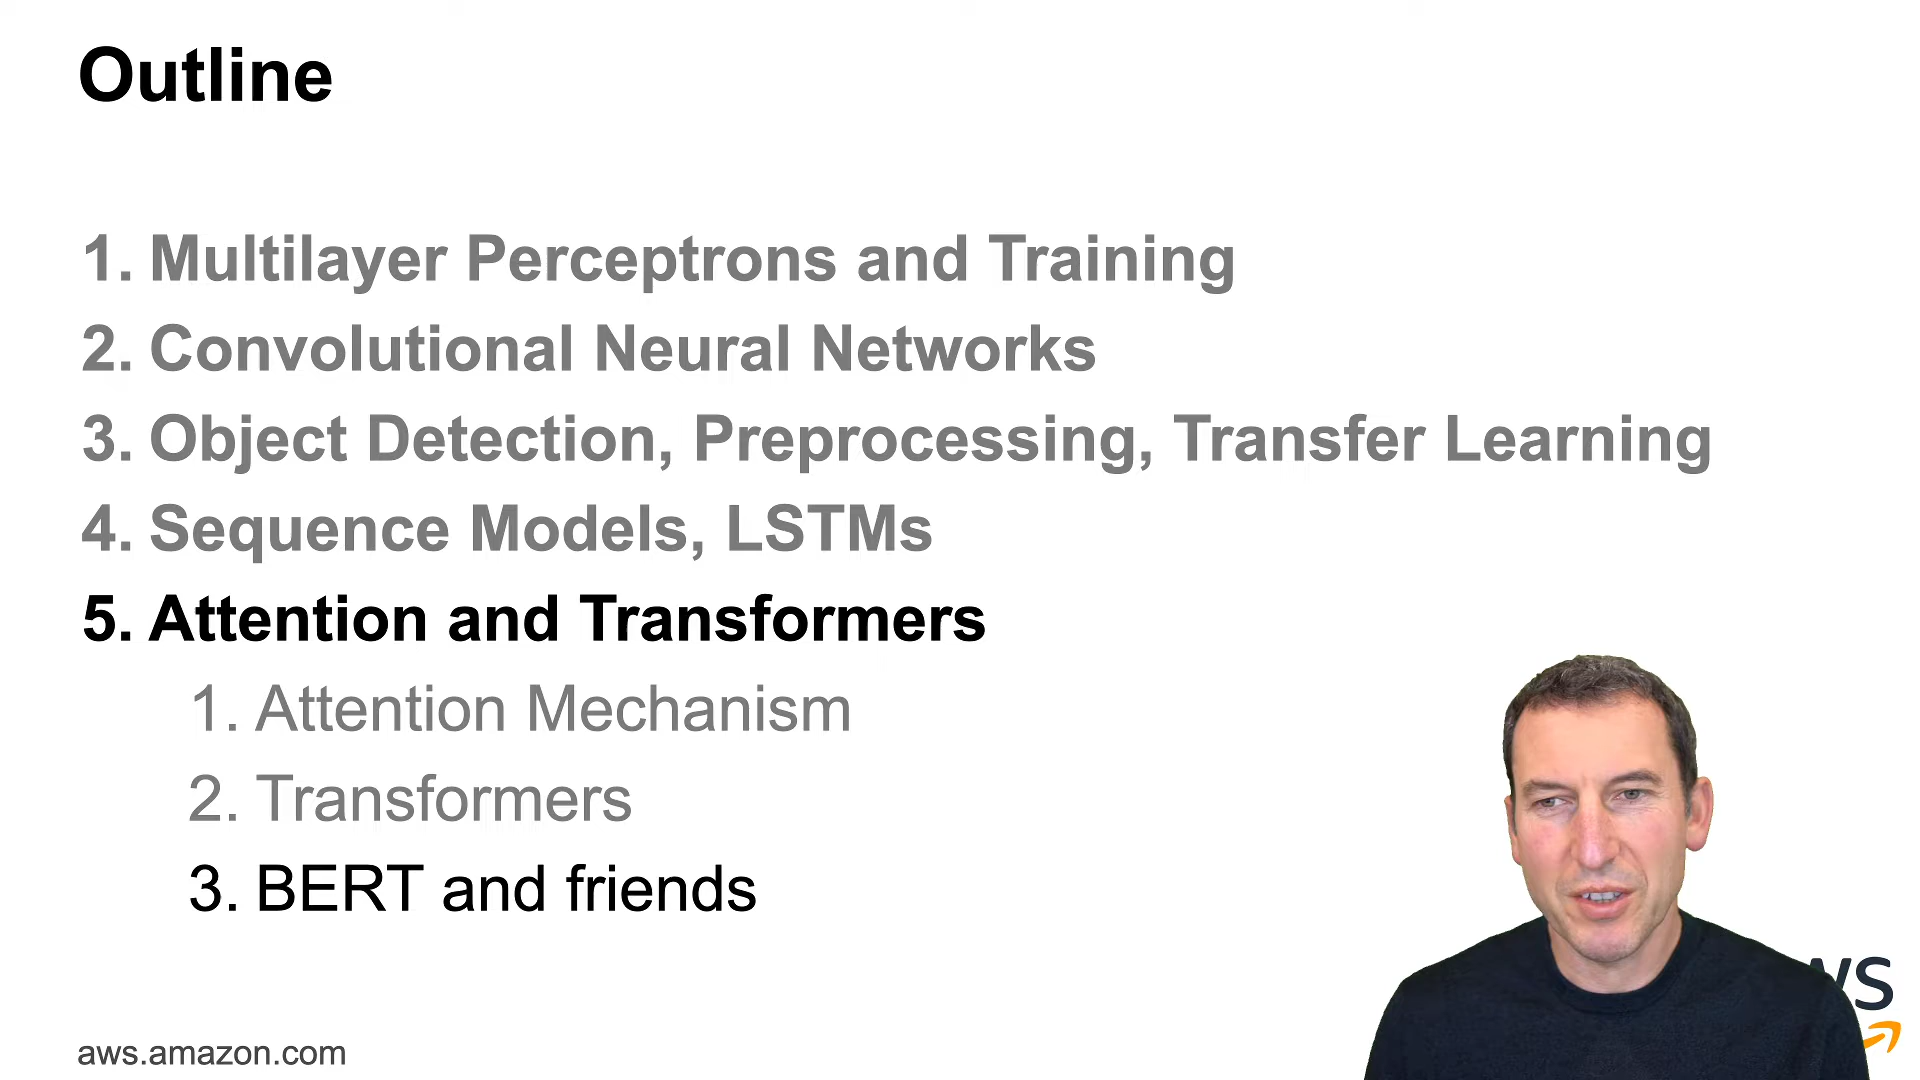 Outline
1. Multilayer Perceptrons and Training
2. Convolutional Neural Networks
3. Object Detection, Preprocessing, Transfer Learning
4. Sequence Models, LSTMs
5. Attention and Transformers
1. Attention Mechanism
2. Transformers
3. BERT and friends
aws.amazon.com